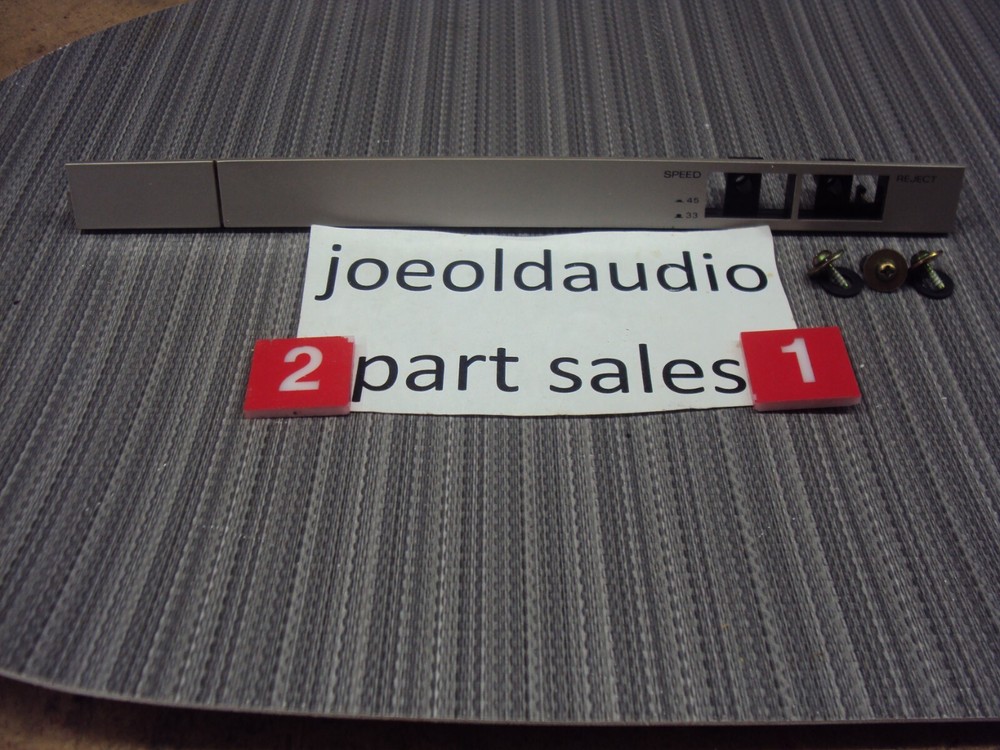 SPEED
REJECT
45
33
joeoldaudio
2 part sales 1